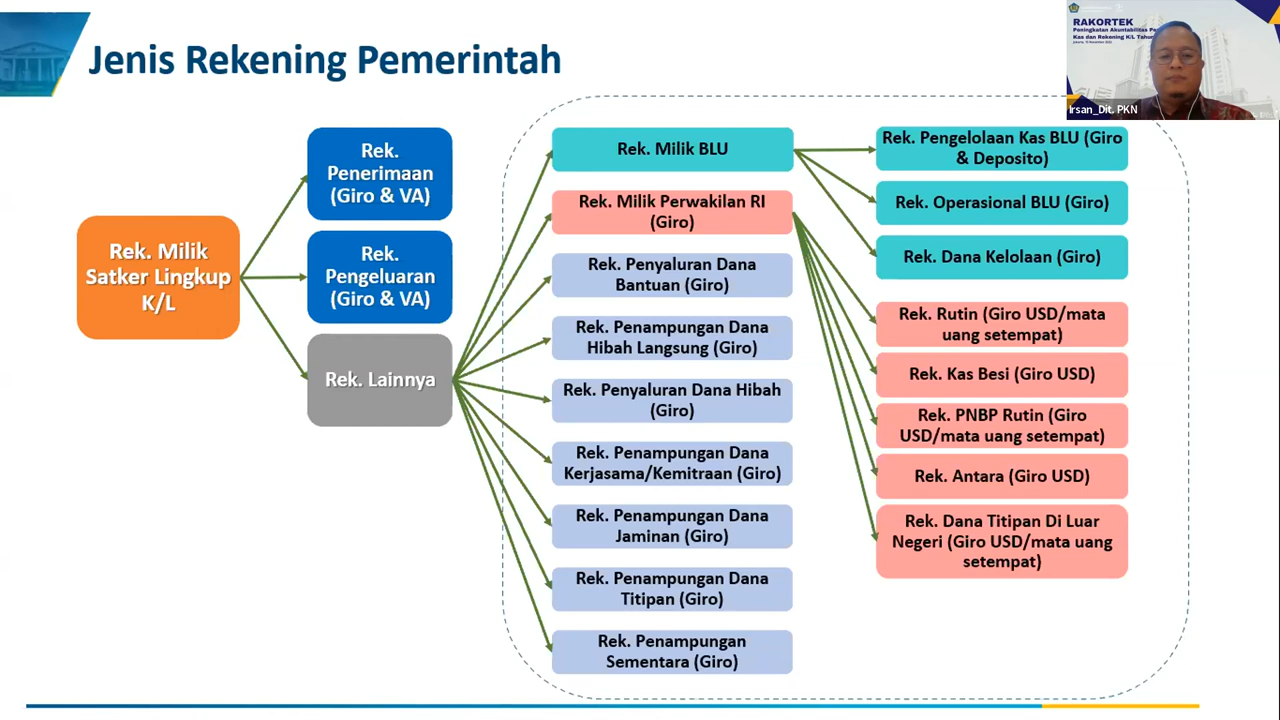 Jenis Rekening Pemerintah
RAKORTEK
Peningkatan Akuntabilitas
Kas dan Rekening K/L
Irsan_Dit. PKN
Rek. Milik
Satker Lingkup
K/L
Rek.
Penerimaan
(Giro & VA)
Rek.
Pengeluaran
(Giro & VA)
Rek. Lainnya
Rek. Milik BLU
Rek. Milik Perwakilan RI
(Giro)
Rek. Penyaluran Dana
Bantuan (Giro)
Rek. Penampungan Dana
Hibah Langsung (Giro)
Rek. Penyaluran Dana Hibah
(Giro)
Rek. Penampungan Dana
Kerjasama/Kemitraan (Giro)
Rek. Penampungan Dana
Jaminan (Giro)
Rek. Penampungan Dana
Titipan (Giro)
Rek. Penampungan
Sementara (Giro)
Rek. Pengelolaan Kas BLU (Giro
& Deposito)
Rek. Operasional BLU (Giro)
Rek. Dana Kelolaan (Giro)
Rek. Rutin (Giro USD/mata
uang setempat)
Rek. Kas Besi (Giro USD)
Rek. PNBP Rutin (Giro
USD/mata uang setempat)
Rek. Antara (Giro USD)
Rek. Dana Titipan Di Luar
Negeri (Giro USD/mata uang
setempat)